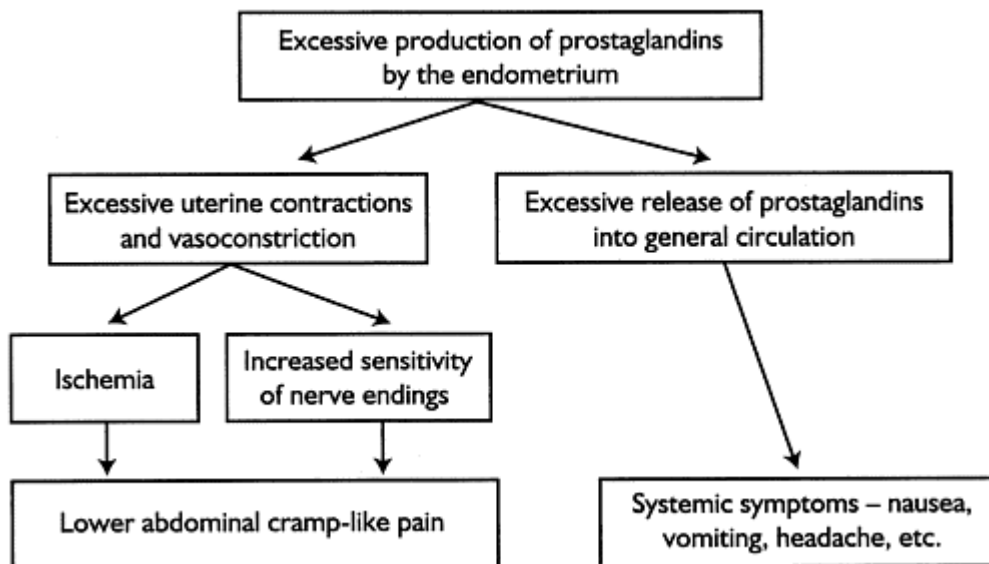 Excessive production of prostaglandins
by the endometrium
Excessive uterine contractions
and vasoconstriction
Excessive release of prostaglandins
into general circulation
Ischemia
Increased sensitivity
of nerve endings
Lower abdominal cramp-like pain
Systemic symptoms – nausea,
vomiting, headache, etc.